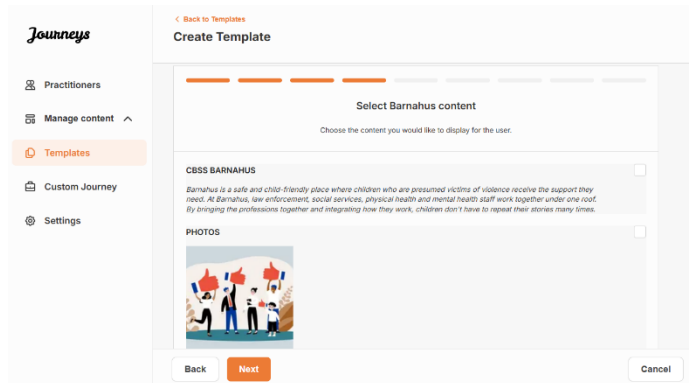 Journeys
Practitioners
Manage content
Templates
Custom Journey
Settings
< Back to Templates
Create Template
Select Barnahus content
Choose the content you would like to display for the user.
CBSS BARNAHUS
Barnahus is a safe and child-friendly place where children who are presumed victims of violence receive the support they
need. At Barnahus, law enforcement, social services, physical health and mental health staff work together under one roof.
By bringing the professions together and integrating how they work, children don't have to repeat their stories many times.
PHOTOS
Back
Next
Cancel